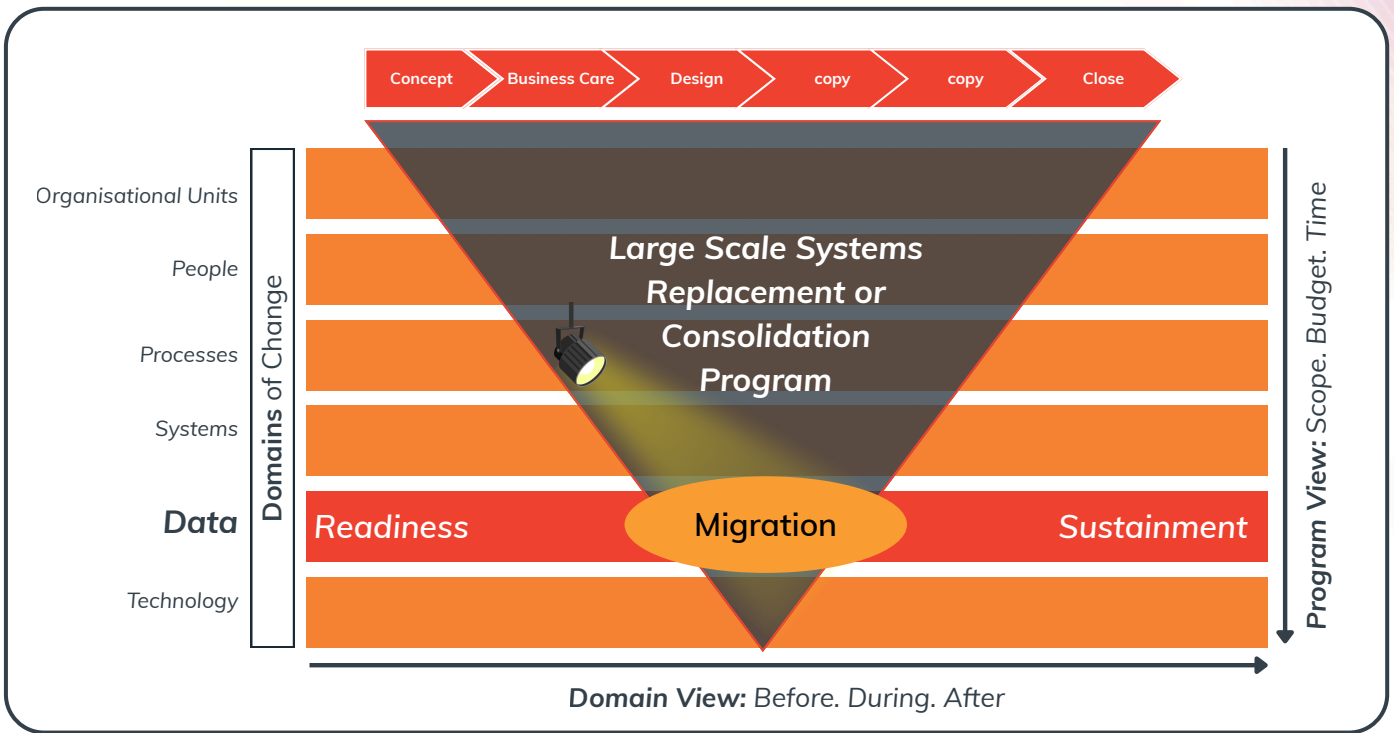 Concept
Business Care
Design
copy
copy
Close
Organisational Units
People
Processes
Systems
Data
Technology
Domains of Change
Large Scale Systems
Replacement or
Consolidation
Program
Readiness
Migration
Sustainment
Program View: Scope. Budget. Time
Domain View: Before. During. After